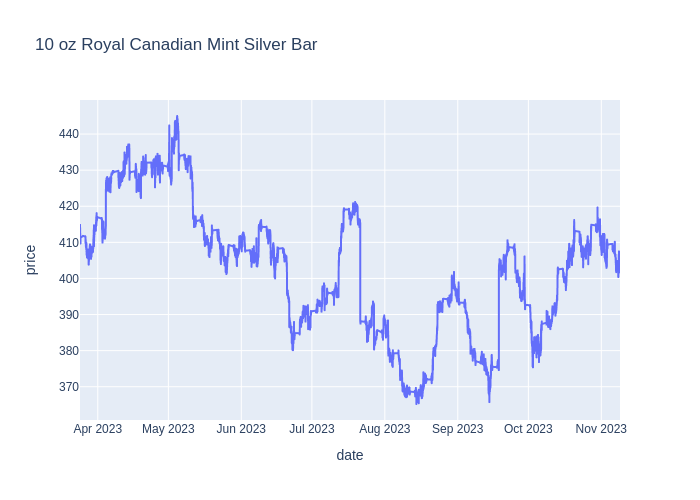 10 oz Royal Canadian Mint Silver Bar
440
430
420
410
400
390
380
370
price
Apr 2023 May 2023 Jun 2023 Jul 2023 Aug 2023 Sep 2023 Oct 2023 Nov 2023
date